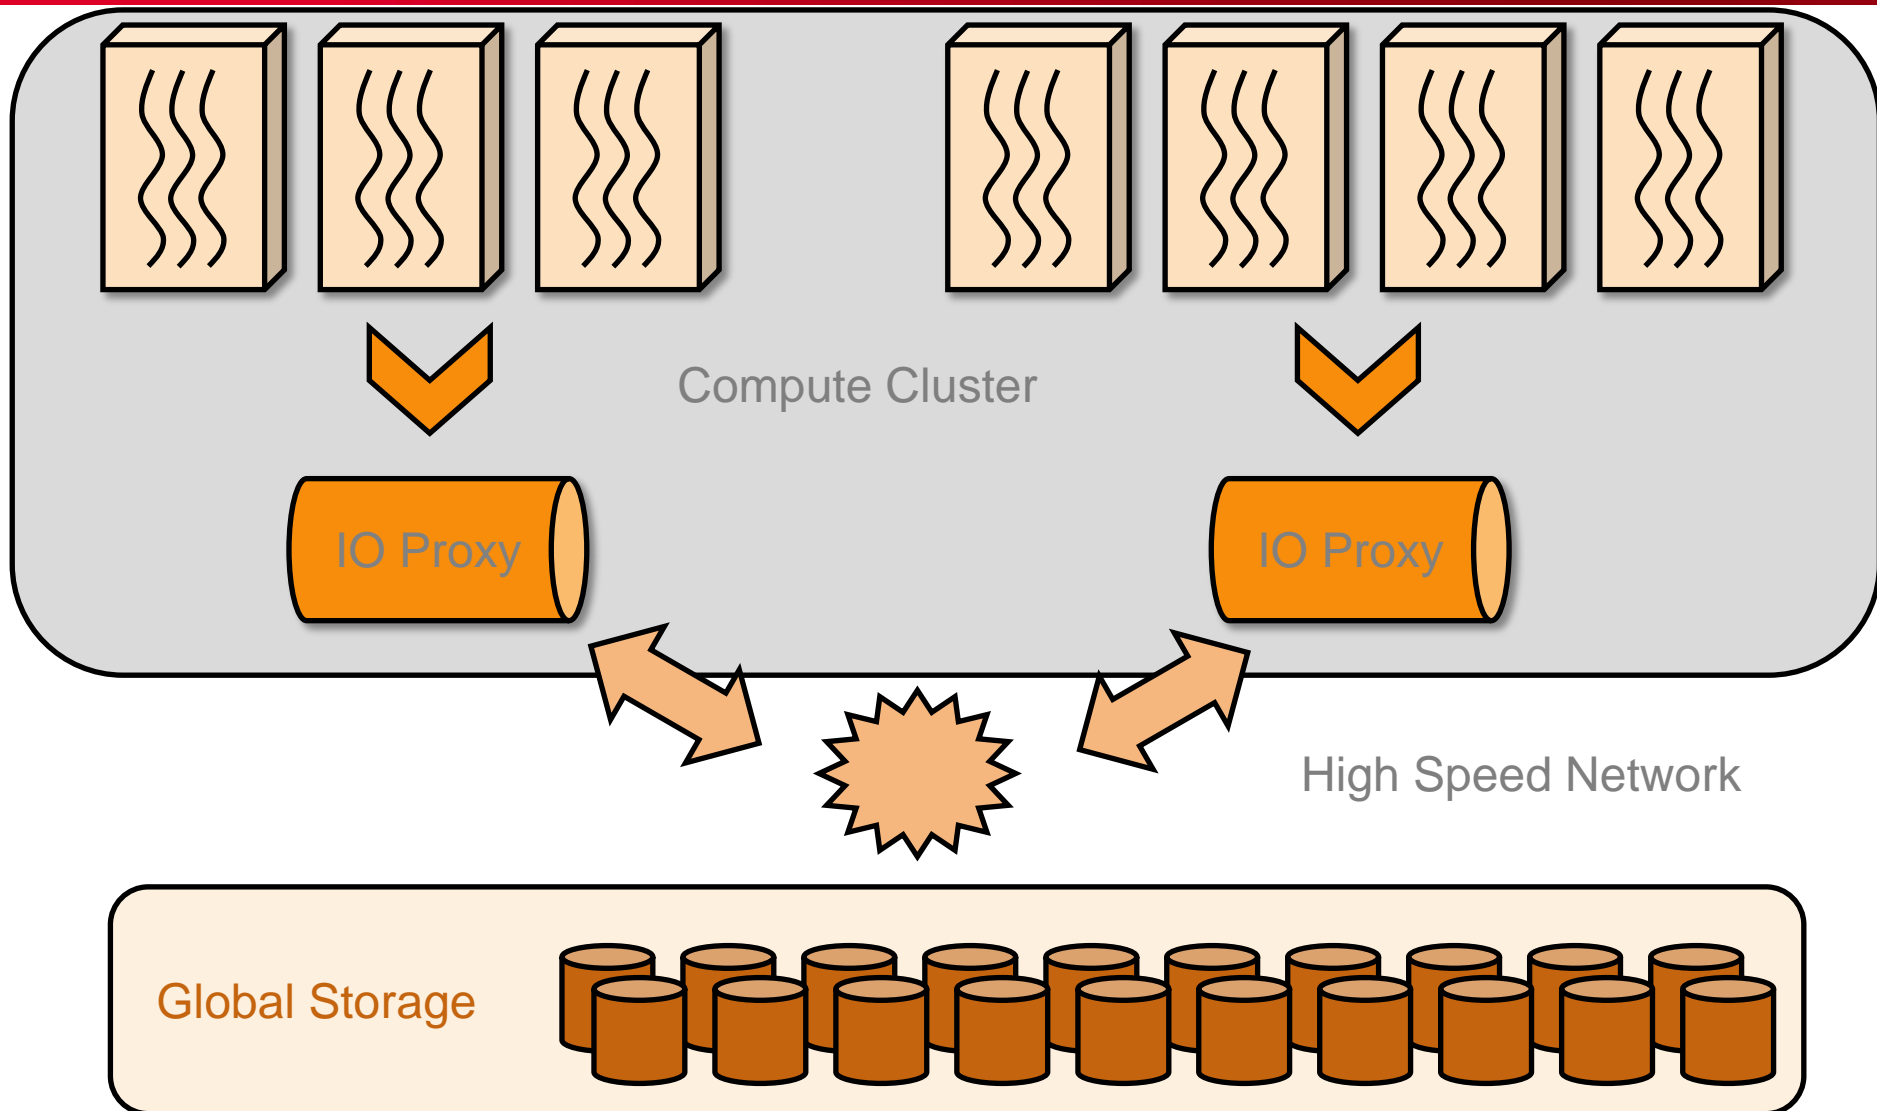 Compute Cluster
IO Proxy
IO Proxy
High Speed Network
Global Storage